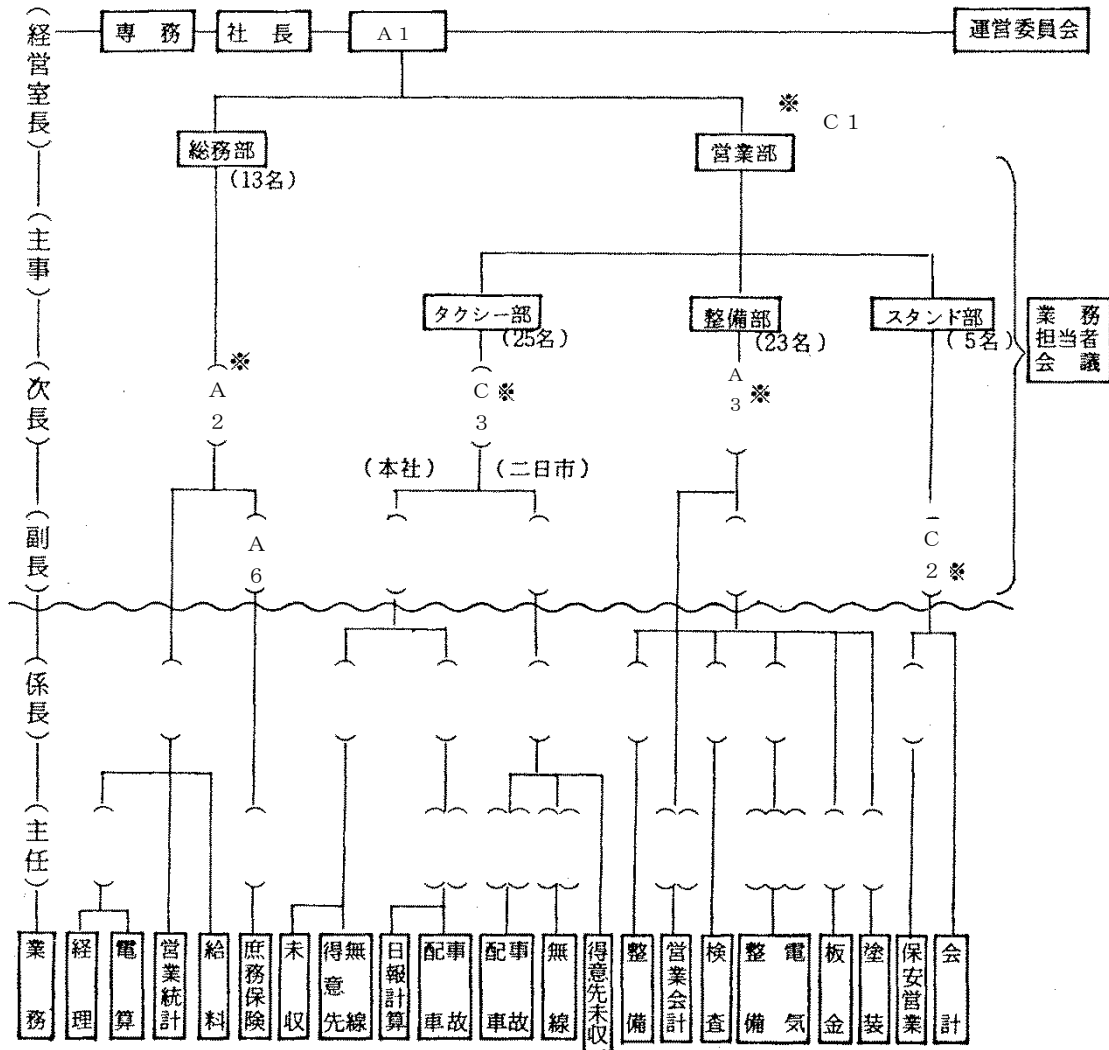 (経営室長)
専務
社長
A1
運営委員会
※
C1
総務部
(13名)
営業部
(主事)
タクシー部
(25名)
整備部
(23名)
スタンド部
(5名)
業務
担当者
会議
(次長)
(A2)
※
(C3)
※
(A3)
※
(本社)
(二日市)
(副長)
(A6)
(C2)
※
(係長)
(主任)
業務
経理
電算
営業統計
給料
庶務保険
未収
無線
得意先
日報計算
事故
配車
事故
配車
無線
得意先未収
整備
営業会計
検査
電気
整備
板金
塗装
保安営業
会計